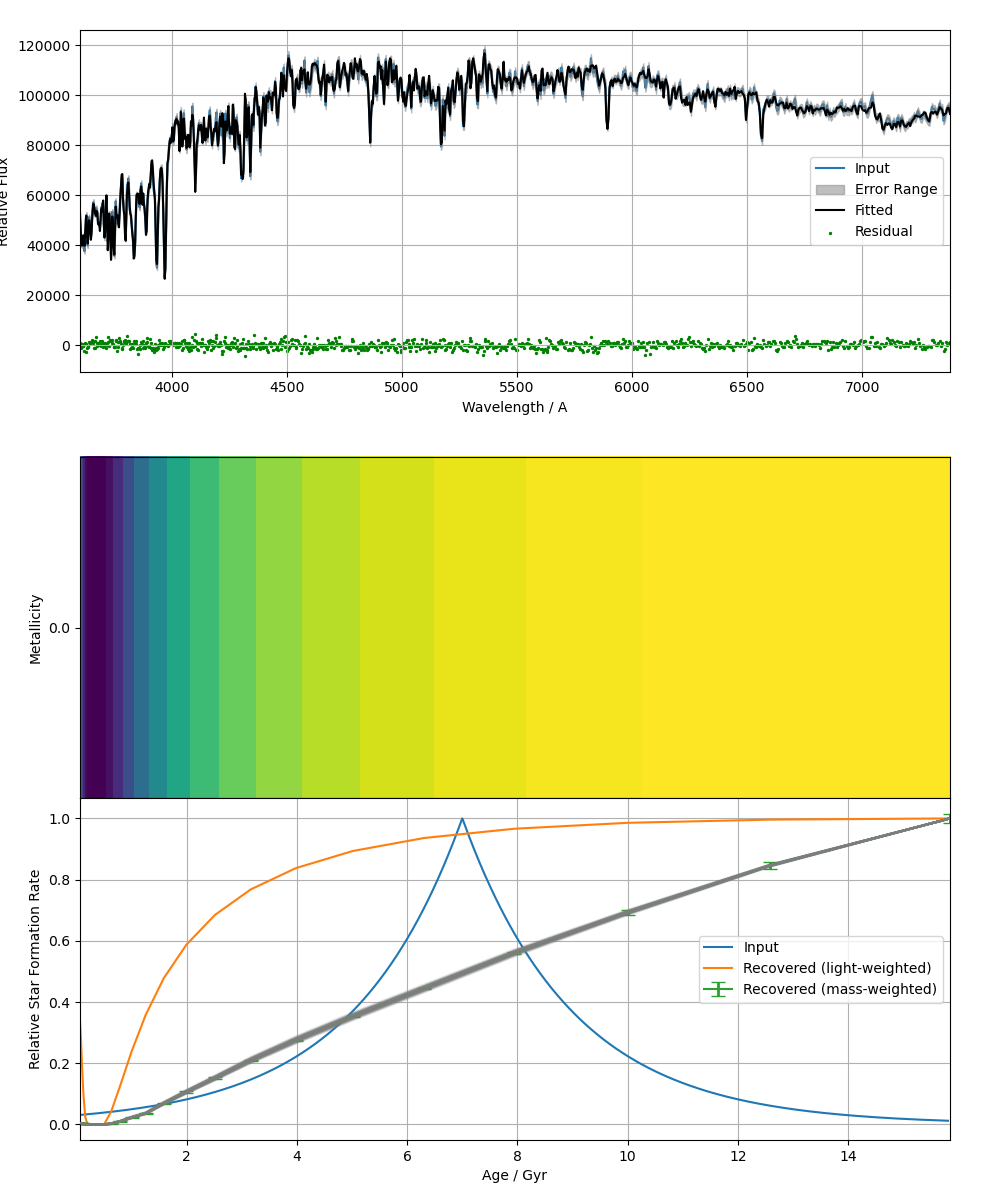 120000
100000
80000
60000
40000
20000
0
Relative Flux
Input
Error Range
Fitted
Residual
4000 4500 5000 5500 6000 6500 7000
Wavelength / A
Metallicity
0.0
1.0
0.8
0.6
0.4
0.2
0.0
Relative Star Formation Rate
Input
Recovered (light-weighted)
Recovered (mass-weighted)
2 4 6 8 10 12 14
Age / Gyr